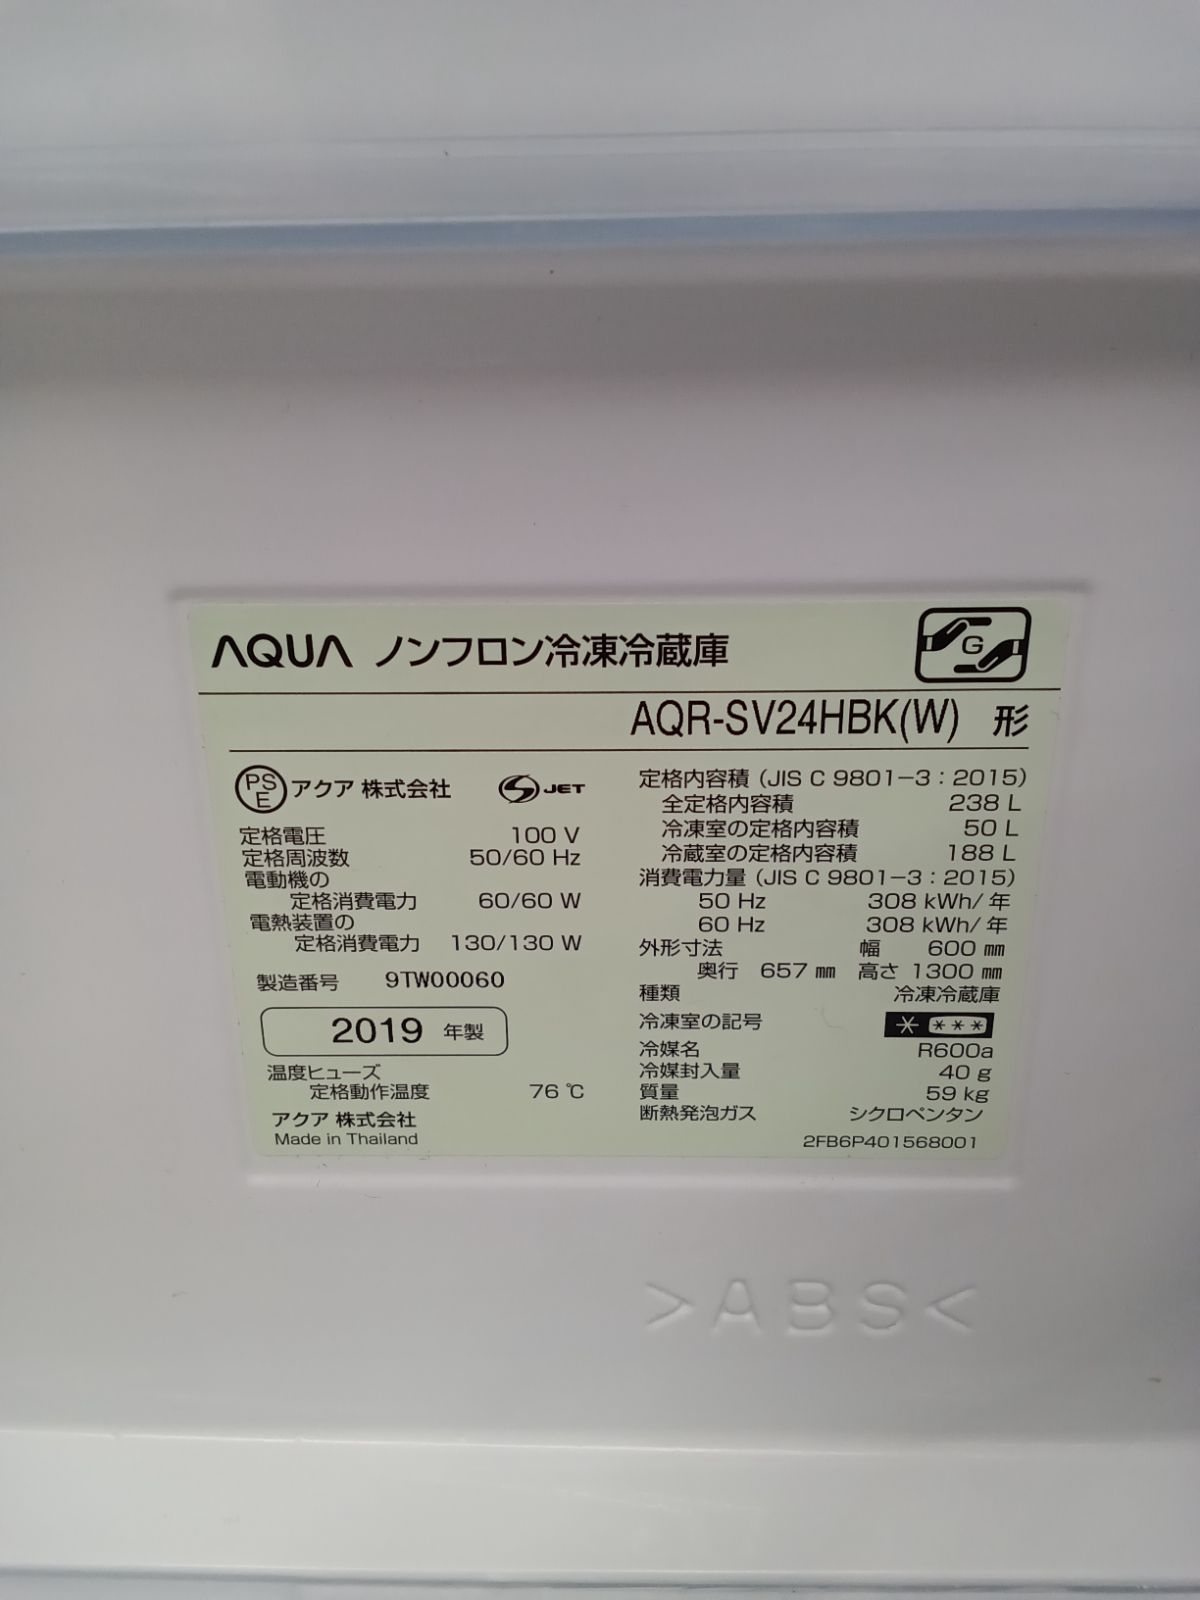 AQUA ノンフロン冷凍冷蔵庫
G
AQR-SV24HBK(W) 形
PSE アクア 株式会社 S JET
定格電圧 100 V
定格周波数 50/60 Hz
電動機の
定格消費電力 60/60 W
電熱装置の
定格消費電力 130/130 W
製造番号 9TW00060
2019 年製
温度ヒューズ
定格動作温度 76 ℃
アクア 株式会社
Made in Thailand
定格内容積 (JIS C 9801-3:2015)
全定格内容積 238 L
冷凍室の定格内容積 50 L
冷蔵室の定格内容積 188 L
消費電力量 (JIS C 9801-3:2015)
50 Hz 308 kWh/年
60 Hz 308 kWh/年
外形寸法 幅 600 ㎜
奥行 657 ㎜ 高さ 1300 ㎜
種類 冷凍冷蔵庫
冷凍室の記号 * ***
冷媒名 R600a
冷媒封入量 40 g
質量 59 kg
断熱発泡ガス シクロペンタン
2FB6P401568001
>ABS<